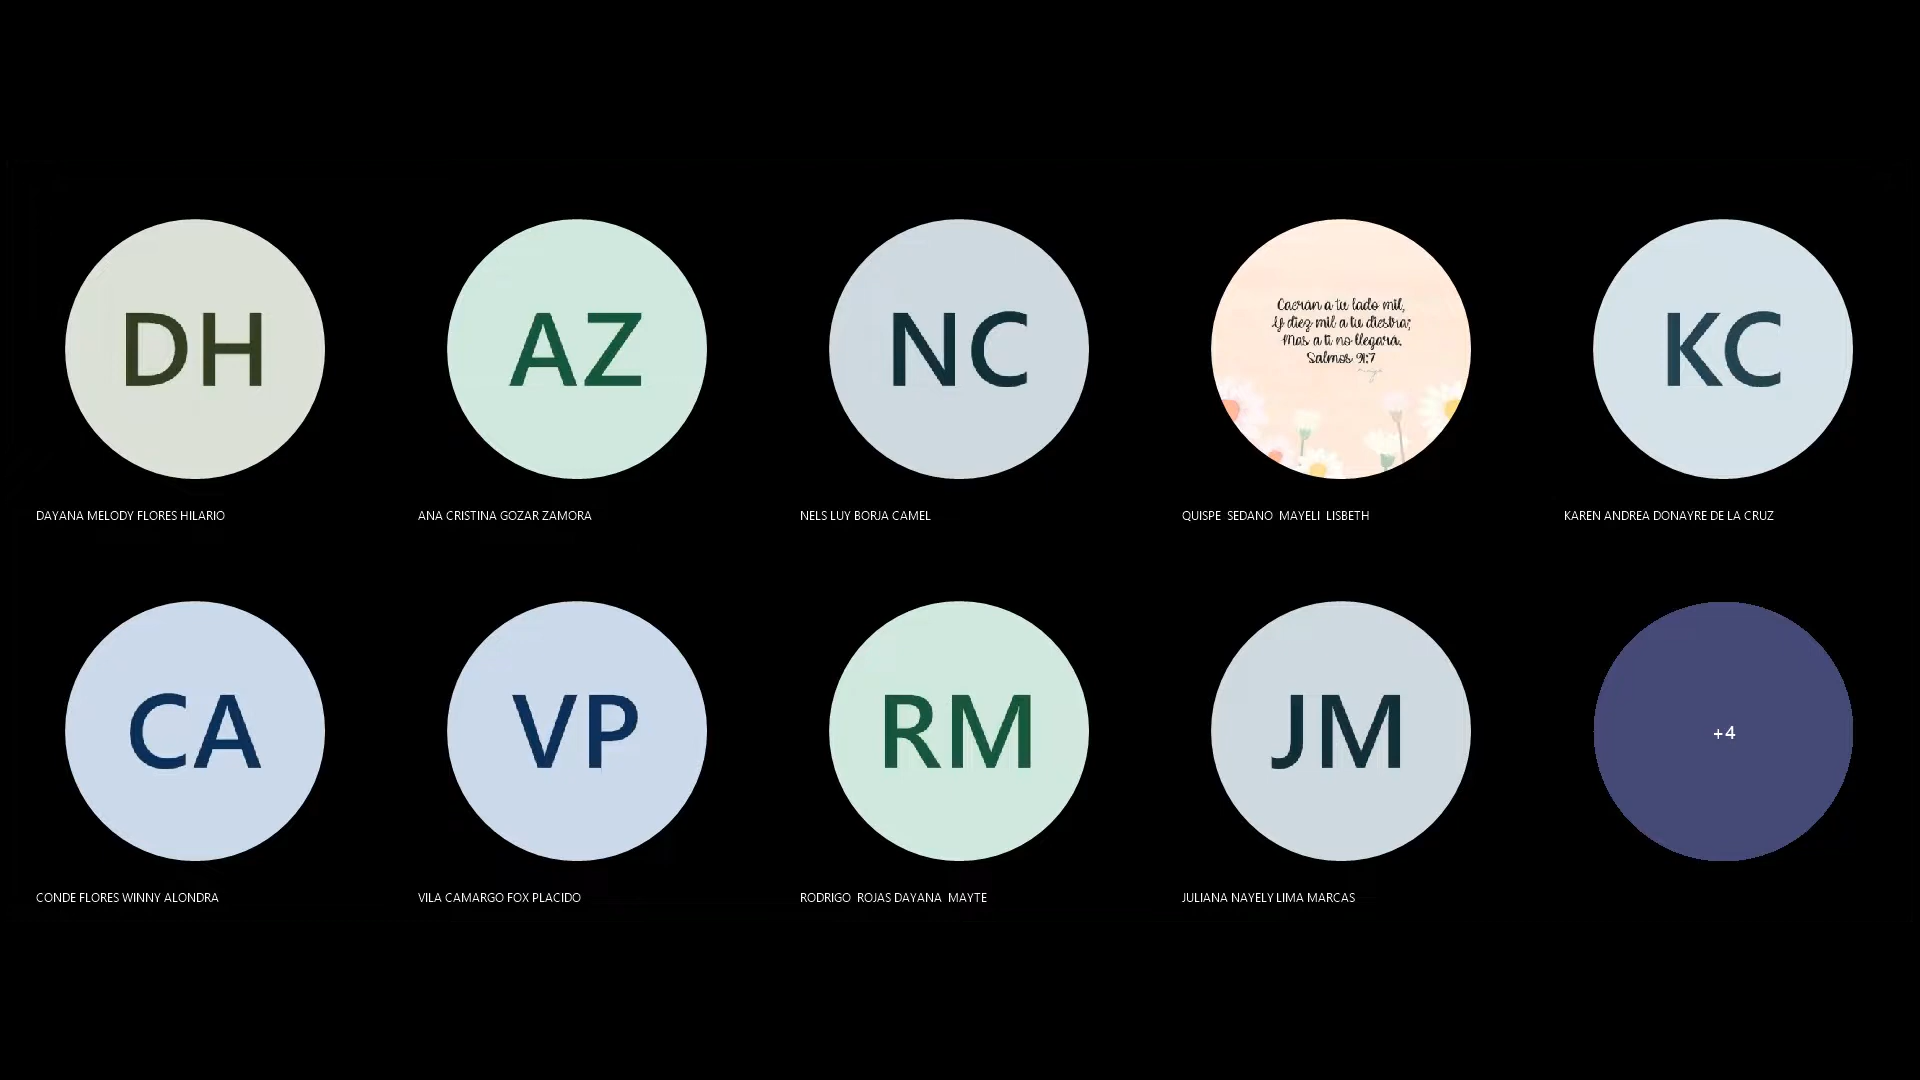 DH
AZ
NC
Caerán a tu lado mil,
Y diez mil a tu diestra;
Mas a ti no llegará.
Salmos 91:7
KC
DAYANA MELODY FLORES HILARIO
ANA CRISTINA GOZAR ZAMORA
NELS LUY BORJA CAMEL
QUISPE SEDANO MAYELI LISBETH
KAREN ANDREA DONAYRE DE LA CRUZ
CA
VP
RM
JM
+4
CONDE FLORES WINNY ALONDRA
VILA CAMARGO FOX PLACIDO
RODRIGO ROJAS DAYANA MAYTE
JULIANA NAYELY LIMA MARCAS